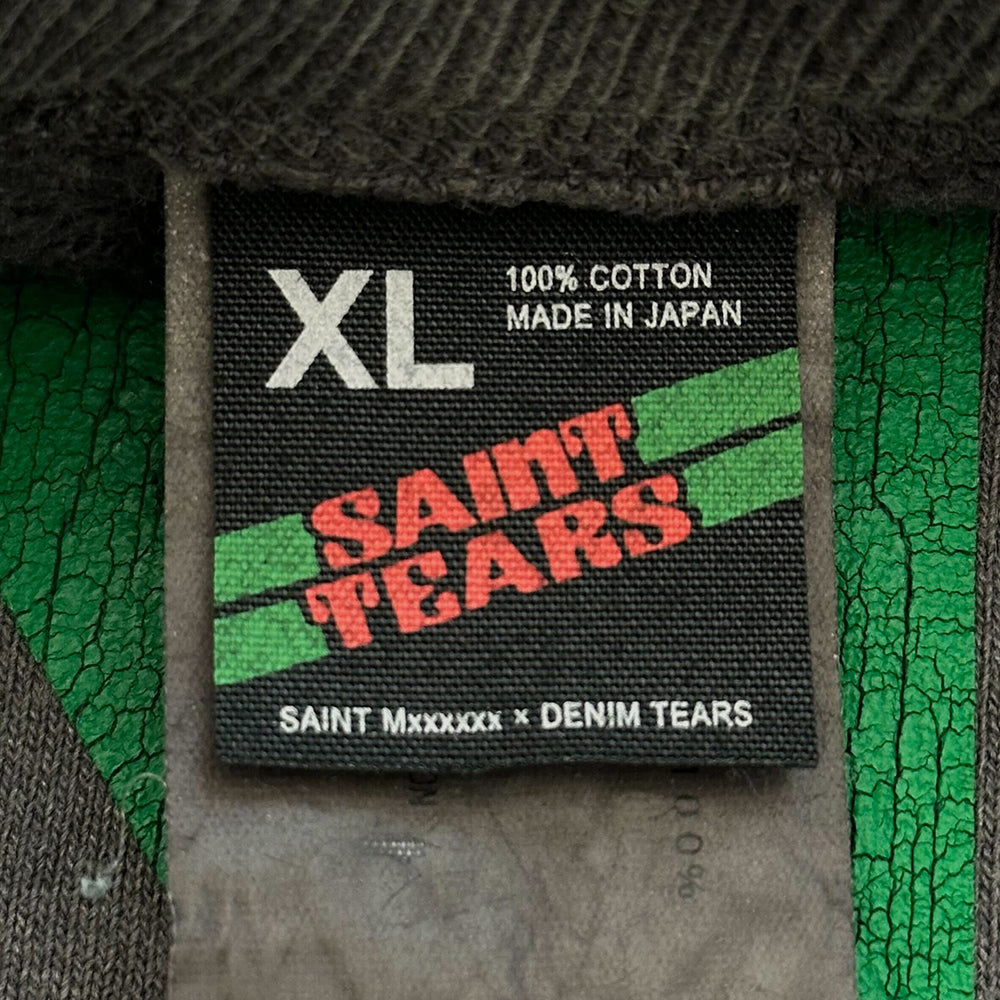 XL
100% COTTON
MADE IN JAPAN
SAINT
TEARS
SAINT Mxxxxxx × DENIM TEARS